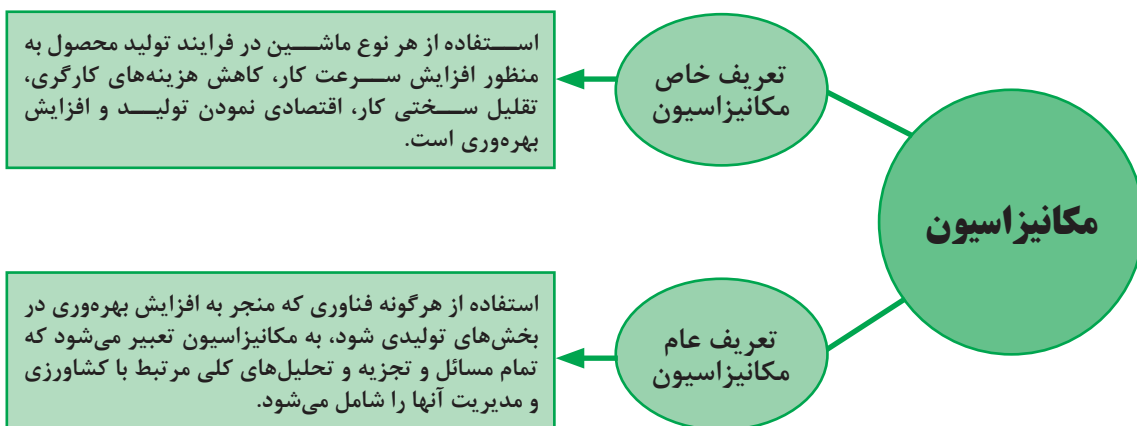 مکانیزاسیون
تعریف خاص
مکانیزاسیون
استفاده از هر نوع ماشین در فرایند تولید محصول به
منظور افزایش سرعت کار، کاهش هزینه‌های کارگری،
تقلیل سختی کار، اقتصادی نمودن تولید و افزایش
بهره‌وری است.
تعریف عام
مکانیزاسیون
استفاده از هرگونه فناوری که منجر به افزایش بهره‌وری در
بخش‌های تولیدی شود، به مکانیزاسیون تعبیر می‌شود که
تمام مسائل و تجزیه و تحلیل‌های کلی مرتبط با کشاورزی
و مدیریت آنها را شامل می‌شود.